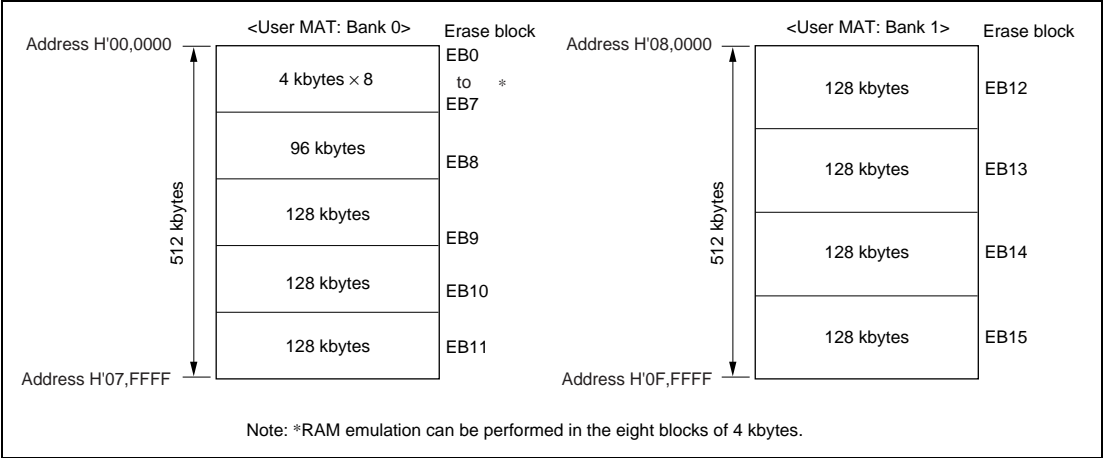 <User MAT: Bank 0>
Erase block
Address H'00,0000
EB0
4 kbytes × 8
to *
EB7
96 kbytes
EB8
512 kbytes
128 kbytes
EB9
128 kbytes
EB10
128 kbytes
EB11
Address H'07,FFFF
<User MAT: Bank 1>
Erase block
Address H'08,0000
128 kbytes
EB12
128 kbytes
EB13
512 kbytes
128 kbytes
EB14
128 kbytes
EB15
Address H'0F,FFFF
Note: *RAM emulation can be performed in the eight blocks of 4 kbytes.